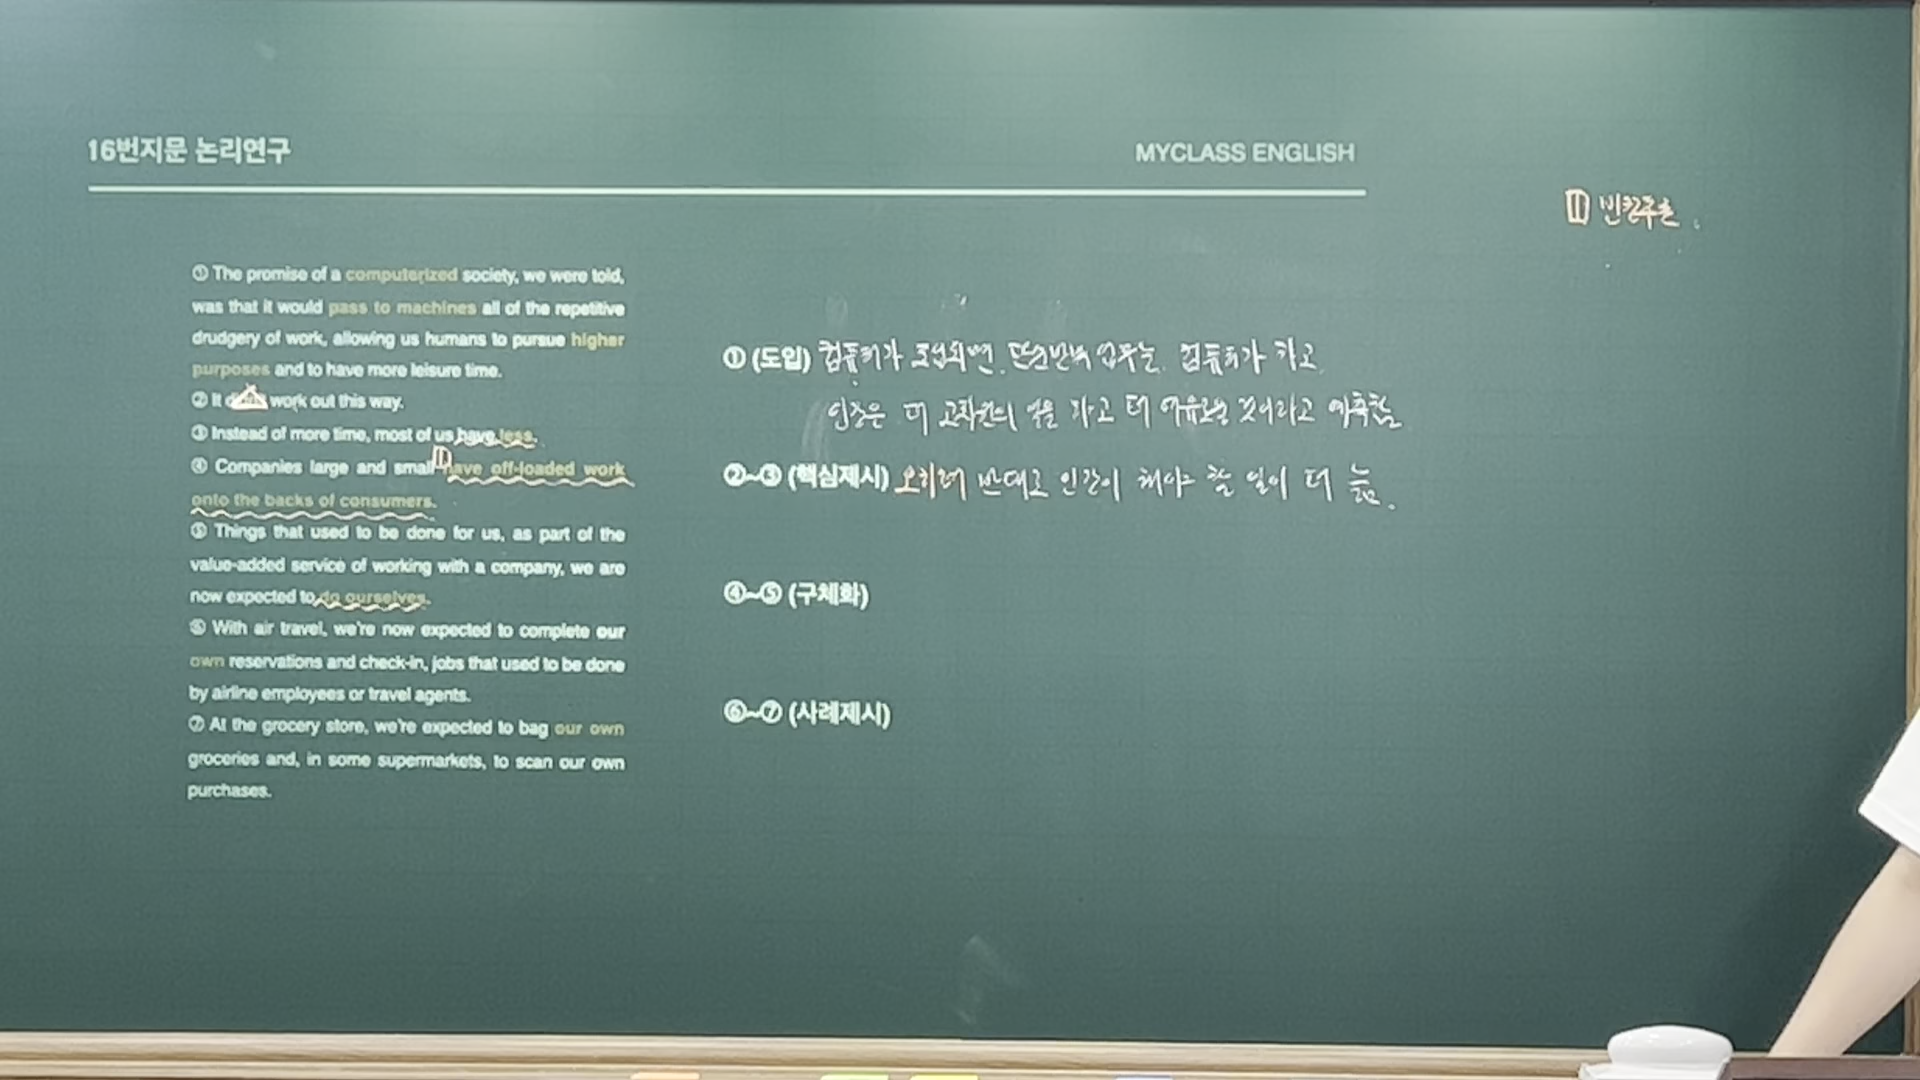 16번지문 논리연구
MYCLASS ENGLISH
① The promise of a computerized society, we were told,
was that it would pass to machines all of the repetitive
drudgery of work, allowing us humans to pursue higher
purposes and to have more leisure time.
② It work out this way.
③ Instead of more time, most of us have less.
④ Companies large and small have off-loaded work
onto the backs of consumers.
⑤ Things that used to be done for us, as part of the
value-added service of working with a company, we are
now expected to do ourselves.
⑥ With air travel, we're now expected to complete our
own reservations and check-in, jobs that used to be done
by airline employees or travel agents.
⑦ At the grocery store, we're expected to bag our own
groceries and, in some supermarkets, to scan our own
purchases.
① (도입) 컴퓨터가 도입되면, 단순반복 업무는 컴퓨터가 하고,
인간은 더 고차원의 일을 하고 더 여유로울 것이라고 예측함.
②~③ (핵심제시) 오히려 반대로 인간이 해야 할 일이 더 늚.
④~⑤ (구체화)
⑥~⑦ (사례제시)
① 빈칸추론.